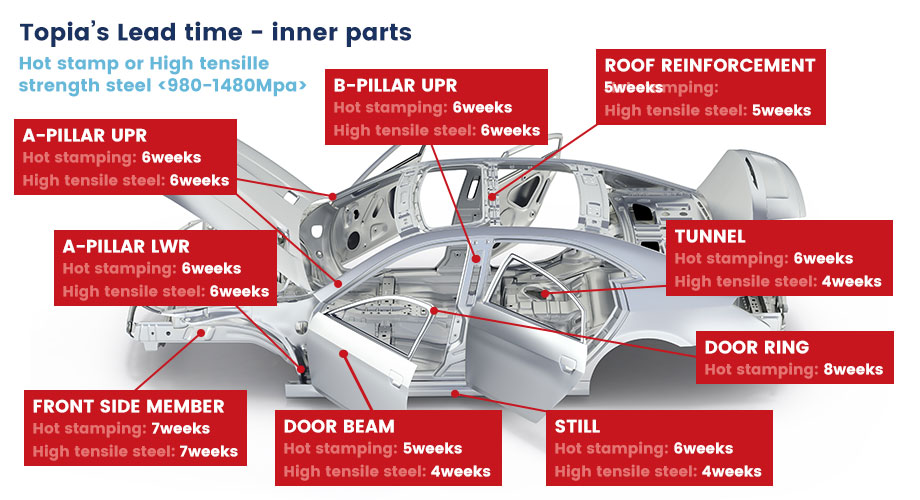 Topia's Lead time - inner parts
Hot stamp or High tensille
strength steel <980-1480Mpa>
B-PILLAR UPR
Hot stamping: 6weeks
High tensile steel: 6weeks
ROOF REINFORCEMENT
5weeks stamping:
High tensile steel: 5weeks
A-PILLAR UPR
Hot stamping: 6weeks
High tensile steel: 6weeks
A-PILLAR LWR
Hot stamping: 6weeks
High tensile steel: 6weeks
TUNNEL
Hot stamping: 6weeks
High tensile steel: 4weeks
DOOR RING
Hot stamping: 8weeks
FRONT SIDE MEMBER
Hot stamping: 7weeks
High tensile steel: 7weeks
DOOR BEAM
Hot stamping: 5weeks
High tensile steel: 4weeks
STILL
Hot stamping: 6weeks
High tensile steel: 4weeks